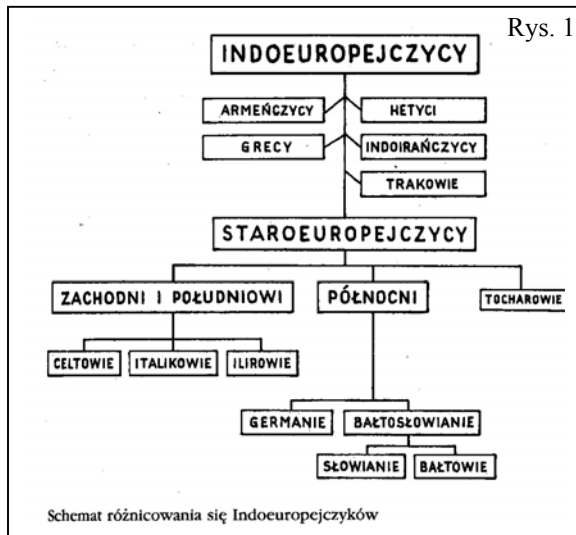 Rys. 1
INDOEUROPEJCZYCY
ARMEŃCZYCY HETYCI
GRECY INDOIRAŃCZYCY
TRAKOWIE
STAROEUROPEJCZYCY
ZACHODNI I POŁUDNIOWI PÓŁNOCNI TOCHAROWIE
CELTOWIE ITALIKOWIE ILIROWIE
GERMANIE BAŁTOSŁOWIANIE
SŁOWIANIE BAŁTOWIE
Schemat różnicowania się Indoeuropejczyków